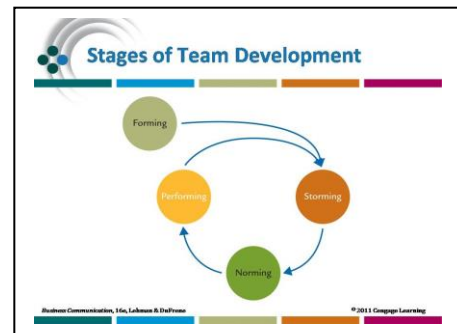 Stages of Team Development
Forming
Performing
Storming
Norming
Business Communication, 16e, Lehman & DuFrene
©2011 Cengage Learning